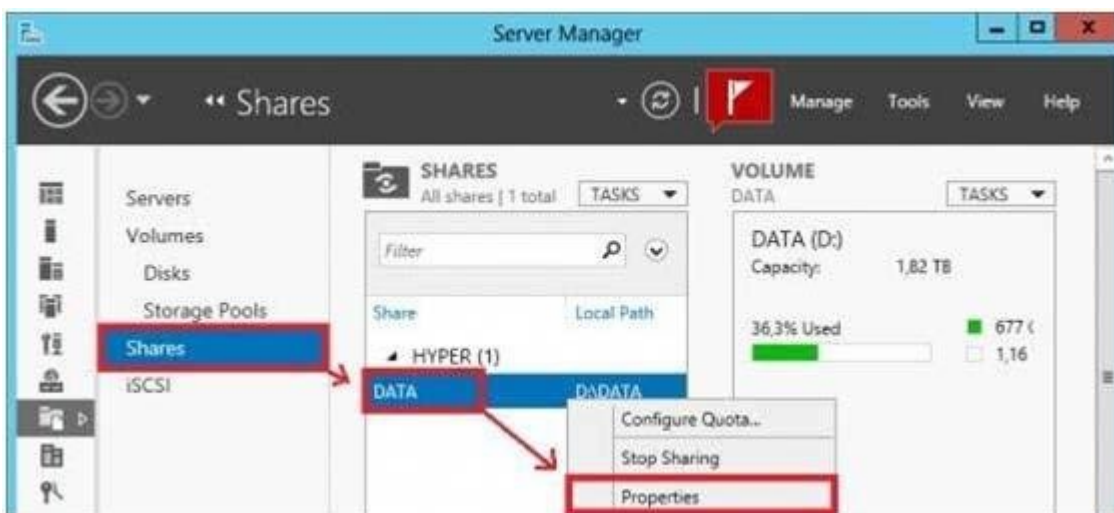 Server Manager
Shares
Manage Tools View Help
Servers
Volumes
Disks
Storage Pools
Shares
iSCSI
SHARES
All shares | 1 total
TASKS
Filter
Share Local Path
HYPER (1)
DATA D:\DATA
Configure Quota...
Stop Sharing
Properties
VOLUME
DATA
TASKS
DATA (D:)
Capacity: 1,82 TB
36,3% Used
677
1,16